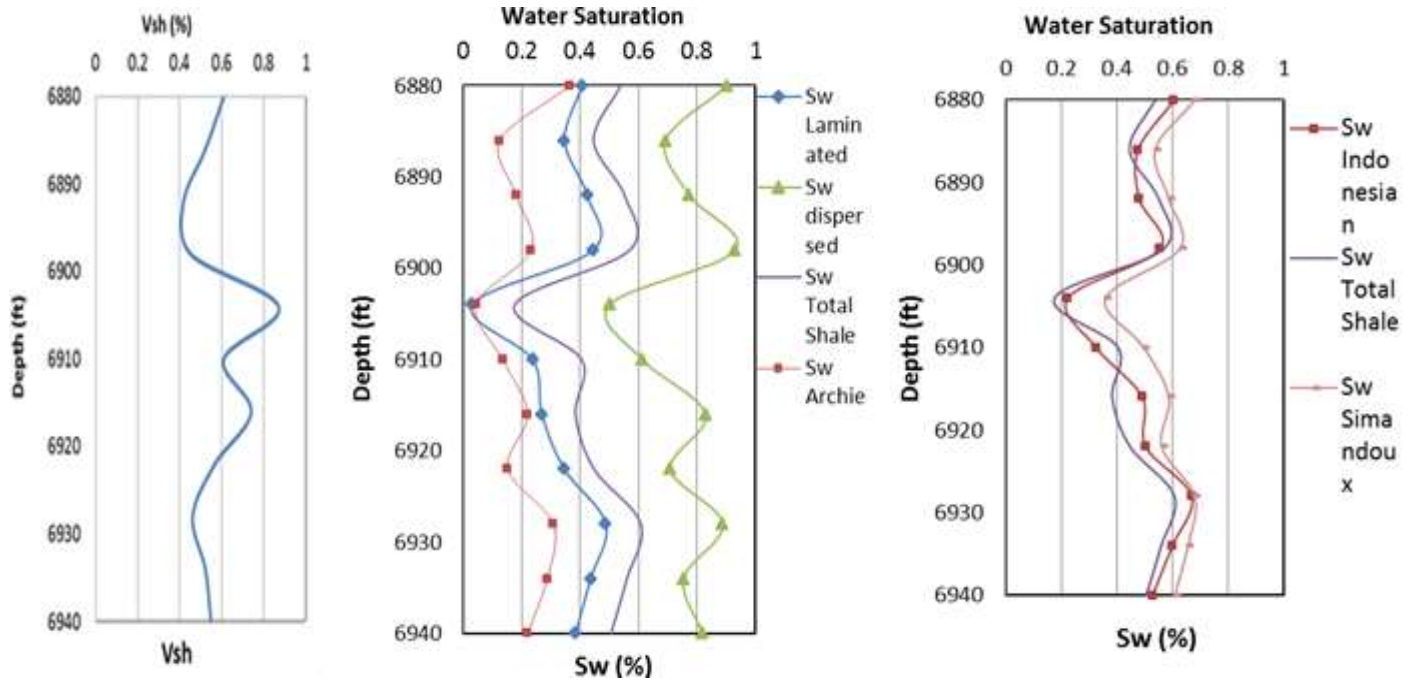 Vsh (%)
0 0.2 0.4 0.6 0.8 1
6880
6890
6900
6910
6920
6930
6940
Depth (ft)
Vsh
Water Saturation
0 0.2 0.4 0.6 0.8 1
6880
6890
6900
6910
6920
6930
6940
Depth (ft)
Sw (%)
Sw
Lamin
ated
Sw
disper
sed
Sw
Total
Shale
Sw
Archie
Water Saturation
0 0.2 0.4 0.6 0.8 1
6880
6890
6900
6910
6920
6930
6940
Depth (ft)
Sw (%)
Sw
Indo
nesia
n
Sw
Total
Shale
Sw
Sima
ndou
x